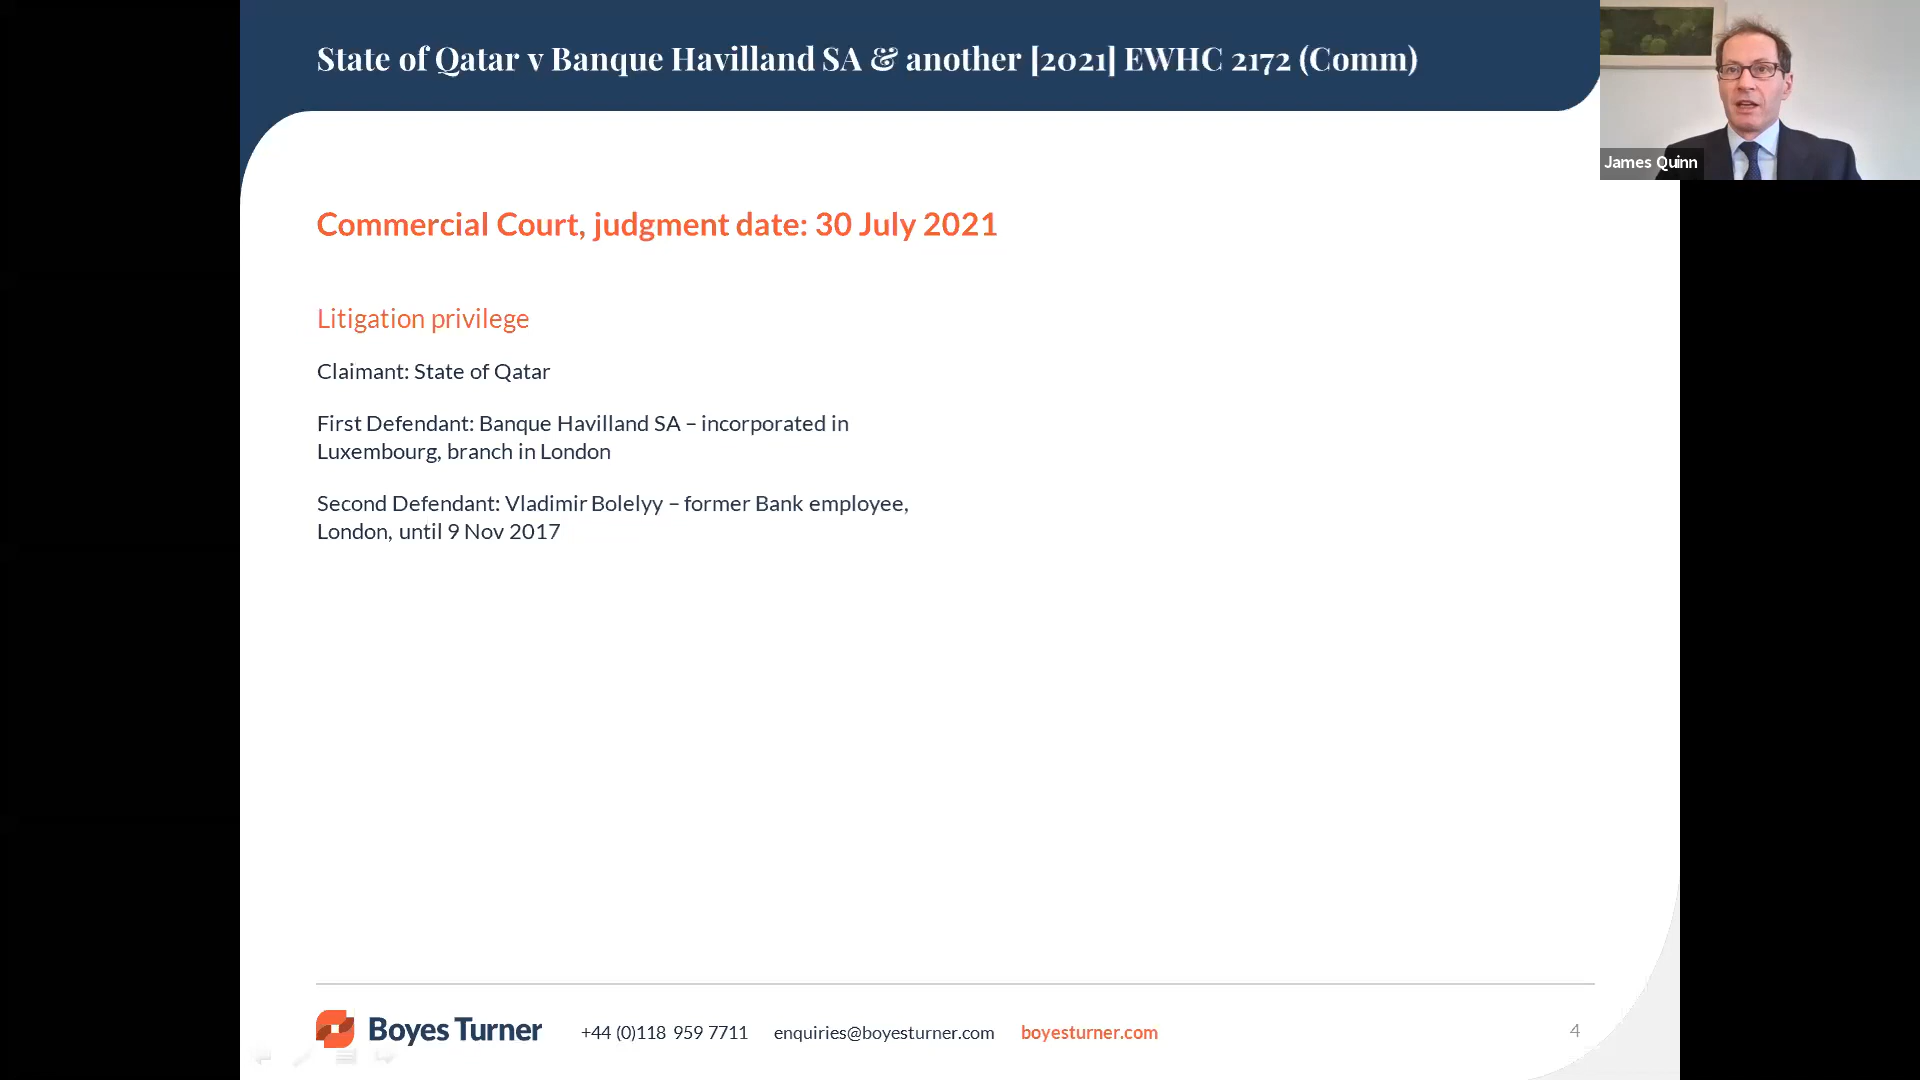 State of Qatar v Banque Havilland SA & another [2021] EWHC 2172 (Comm)
James Quinn
Commercial Court, judgment date: 30 July 2021
Litigation privilege
Claimant: State of Qatar
First Defendant: Banque Havilland SA – incorporated in
Luxembourg, branch in London
Second Defendant: Vladimir Bolelyy – former Bank employee,
London, until 9 Nov 2017
Boyes Turner
+44 (0)118 959 7711 enquiries@boyesturner.com boyesturner.com
4